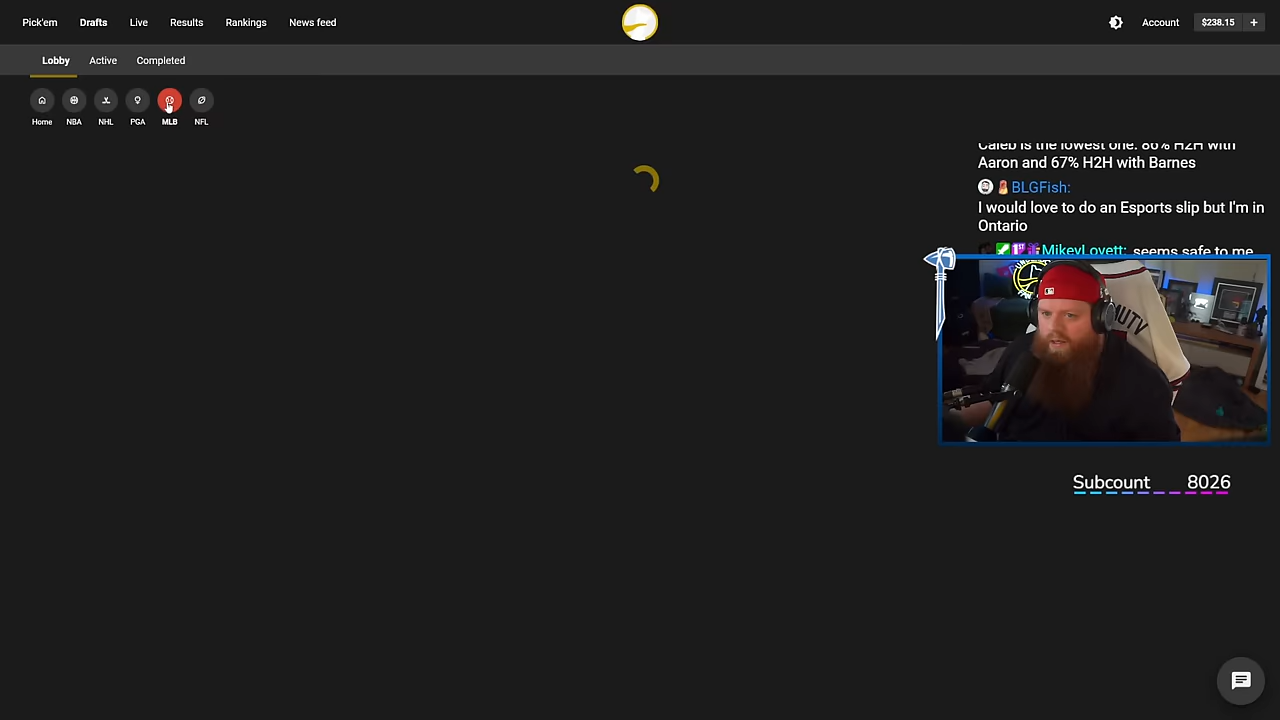 Pick'em Drafts Live Results Rankings News feed Account $238.15 +
Lobby Active Completed
Home NBA NHL PGA MLB NFL
Caleb is the lowest one. 86% H2H with
Aaron and 67% H2H with Barnes
BLGFish:
I would love to do an Esports slip but I'm in
Ontario
MikeyLovett: seems safe to me
Subcount 8026